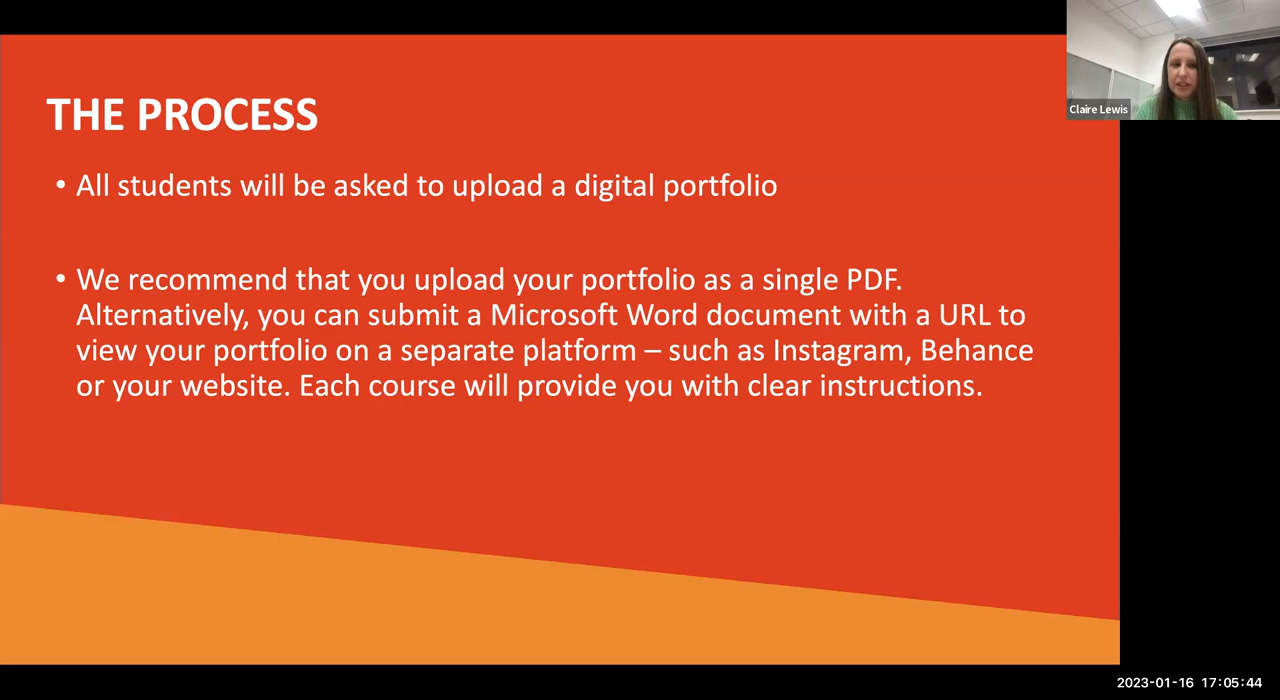 THE PROCESS
• All students will be asked to upload a digital portfolio
• We recommend that you upload your portfolio as a single PDF.
Alternatively, you can submit a Microsoft Word document with a URL to
view your portfolio on a separate platform – such as Instagram, Behance
or your website. Each course will provide you with clear instructions.
Claire Lewis
2023-01-16 17:05:44